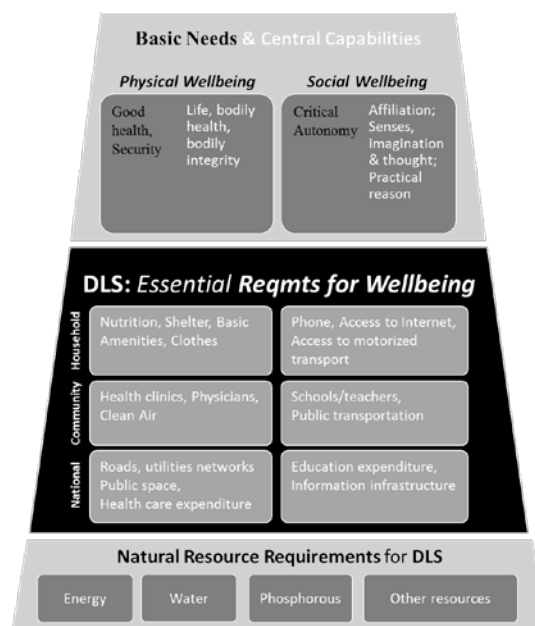 Basic Needs & Central Capabilities
Physical Wellbeing
Social Wellbeing
Good
health,
Security
Life, bodily
health,
bodily
integrity
Critical
Autonomy
Affiliation;
Senses,
imagination
& thought;
Practical
reason
DLS: Essential Reqmts for Wellbeing
Household
Nutrition, Shelter, Basic
Amenities, Clothes
Phone, Access to Internet,
Access to motorized
transport
Community
Health clinics, Physicians,
Clean Air
Schools/teachers,
Public transportation
National
Roads, utilities networks
Public space,
Health care expenditure
Education expenditure,
Information infrastructure
Natural Resource Requirements for DLS
Energy
Water
Phosphorous
Other resources